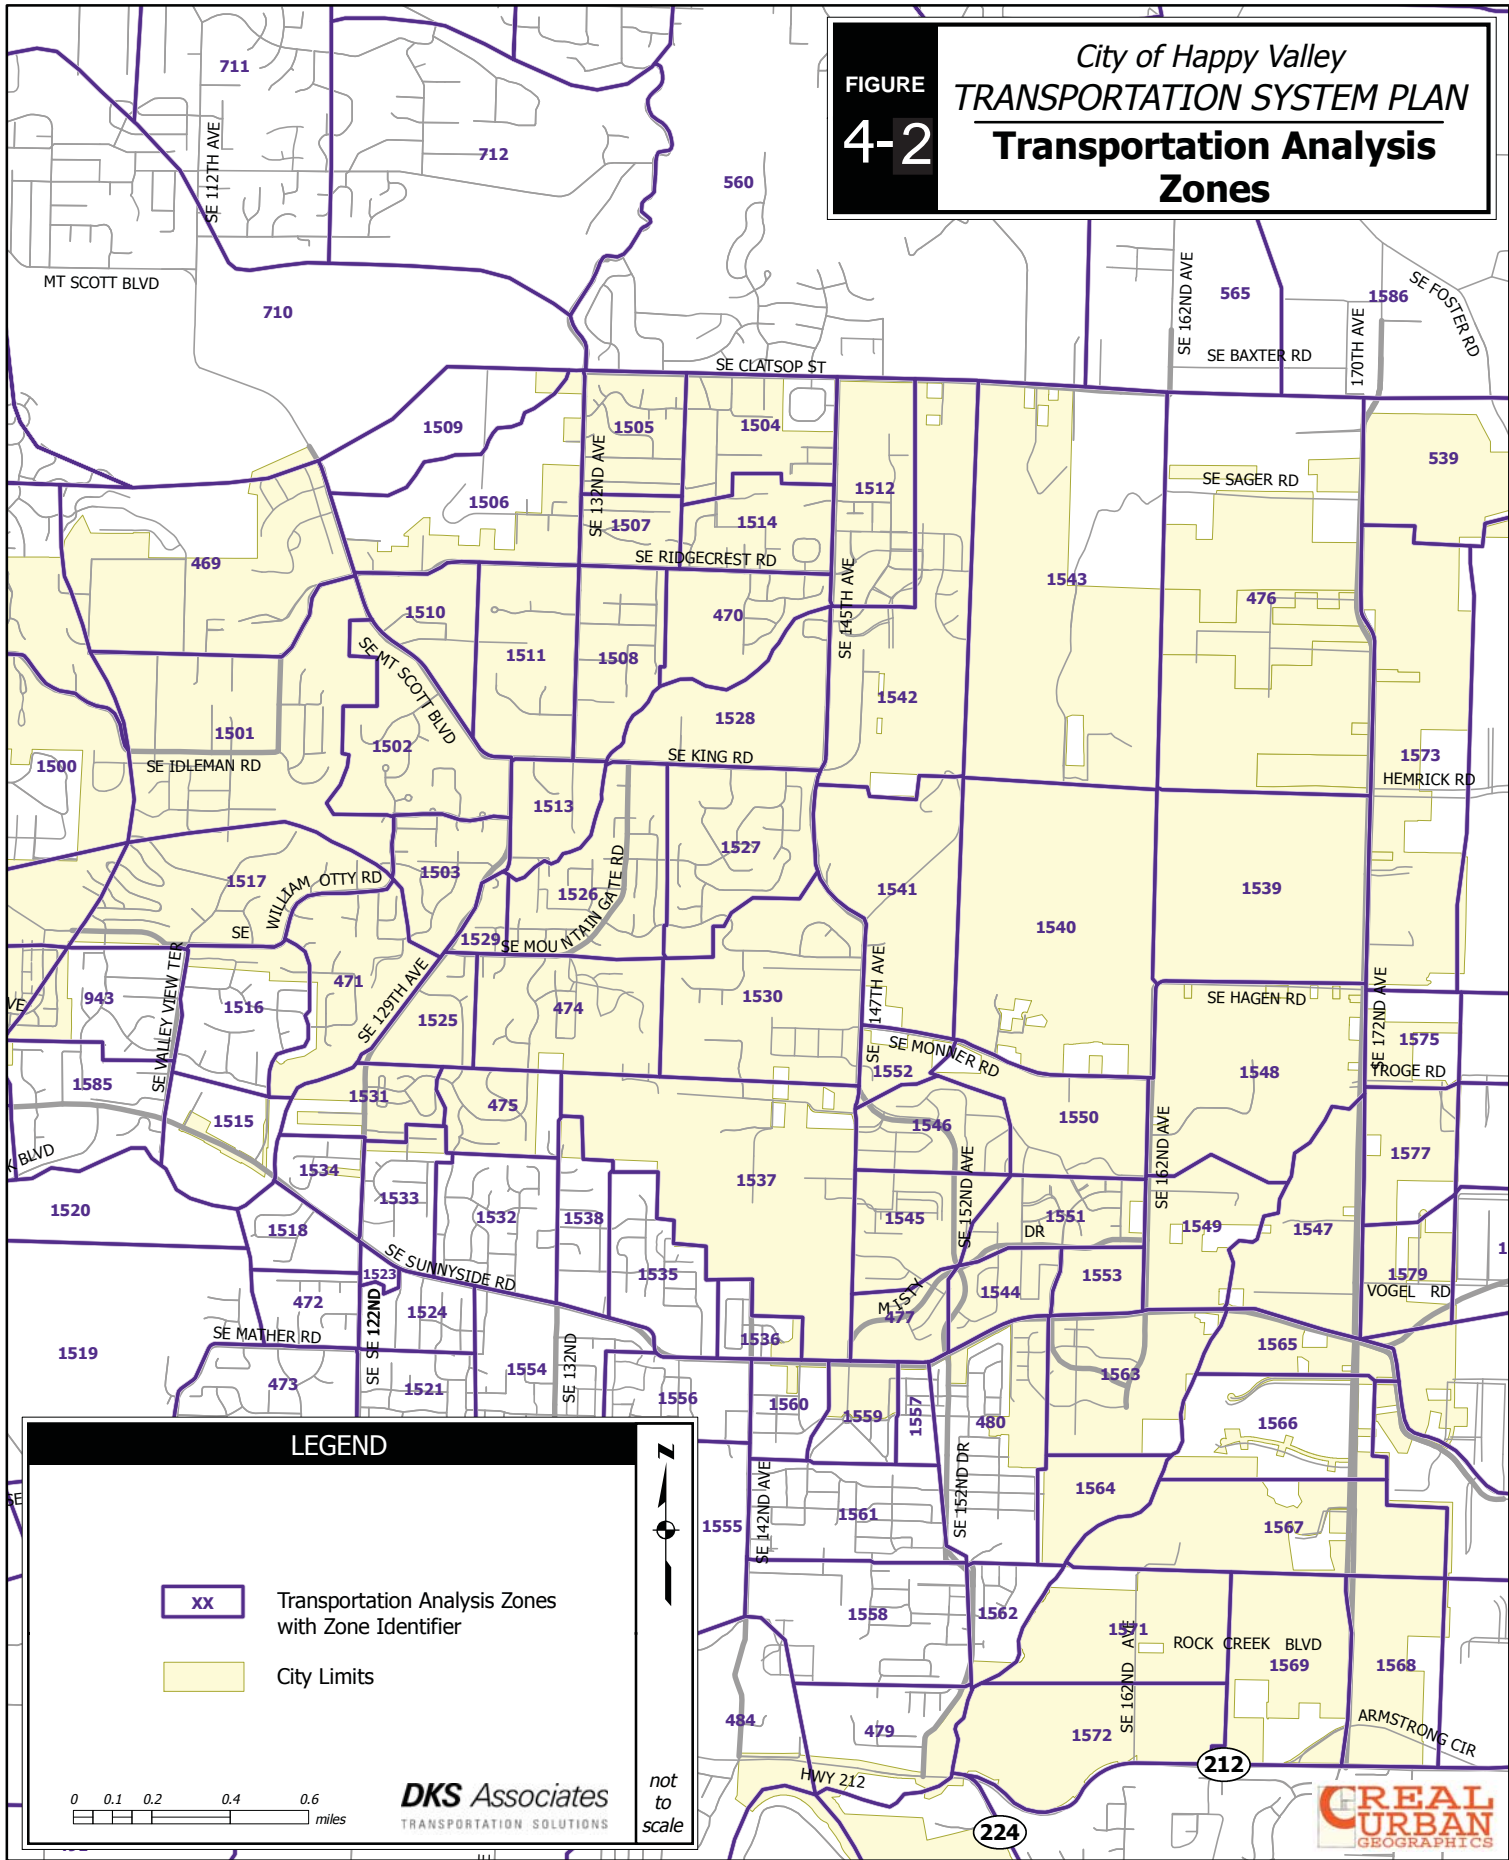 FIGURE
4-2
City of Happy Valley
TRANSPORTATION SYSTEM PLAN
Transportation Analysis
Zones
711
712
560
SE 112TH AVE
MT SCOTT BLVD
710
SE 162ND AVE
565
1586
SE FOSTER RD
170TH AVE
SE BAXTER RD
SE CLATSOP ST
1509
1505
1504
539
SE 132ND AVE
1512
SE SAGER RD
1506
1507
1514
469
SE RIDGECREST RD
SE 145TH AVE
1543
476
1510
470
1511
1508
SE MT SCOTT BLVD
1542
1528
1501
1502
1500
SE IDLEMAN RD
SE KING RD
1573
HEMRICK RD
1513
1527
1503
1517
WILLIAM OTTY RD
1526
1541
1539
SE
1529
SE MOUNTAIN GATE RD
1540
SE VALLEY VIEW TER
471
SE 129TH AVE
147TH AVE
SE 172ND AVE
VE
943
1516
474
1530
SE HAGEN RD
1525
SE
SE MONNER RD
1575
1552
1548
TROGE RD
1585
1531
475
1515
1546
1550
SE 162ND AVE
K BLVD
1534
1577
SE 152ND AVE
1520
1533
1537
1532
1538
1545
1551
1518
DR
1549
1547
1
SE SUNNYSIDE RD
1523
1535
1553
1579
472
1524
MISTY
1544
VOGEL RD
477
SE MATHER RD
SE SE 122ND
1536
1519
1565
473
1521
1554
SE 132ND
1556
1560
1559
1557
480
1563
1566
SE
1555
SE 142ND AVE
1561
SE 152ND DR
1564
1567
1558
1562
1571
SE 162ND AVE
ROCK CREEK BLVD
1569
1568
484
479
1572
ARMSTRONG CIR
212
HWY 212
224
LEGEND
XX
Transportation Analysis Zones
with Zone Identifier
City Limits
0 0.1 0.2 0.4 0.6
miles
DKS Associates
TRANSPORTATION SOLUTIONS
Z
not
to
scale
REAL
URBAN
GEOGRAPHICS